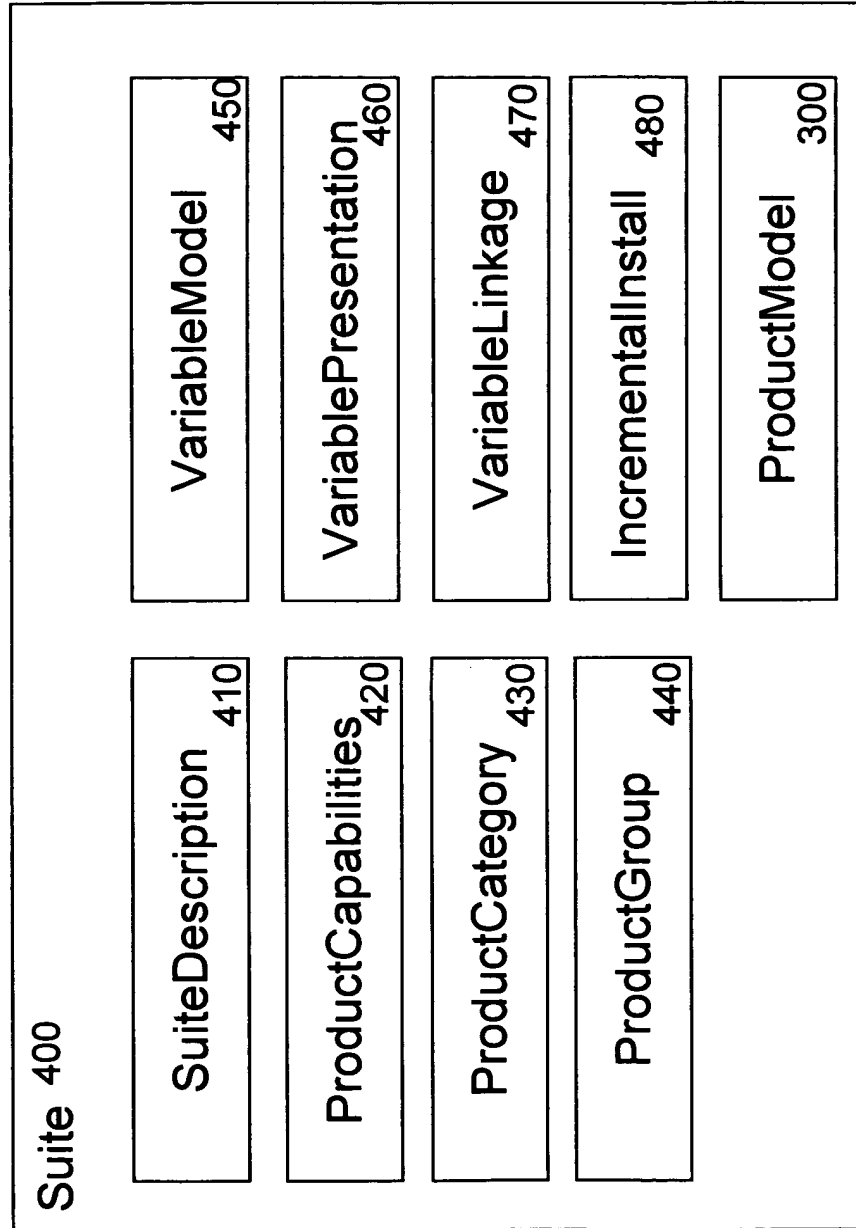 Suite 400
SuiteDescription
410
ProductCapabilities
420
ProductCategory
430
ProductGroup
440
VariableModel
450
VariablePresentation
460
VariableLinkage
470
IncrementalInstall
480
ProductModel
300